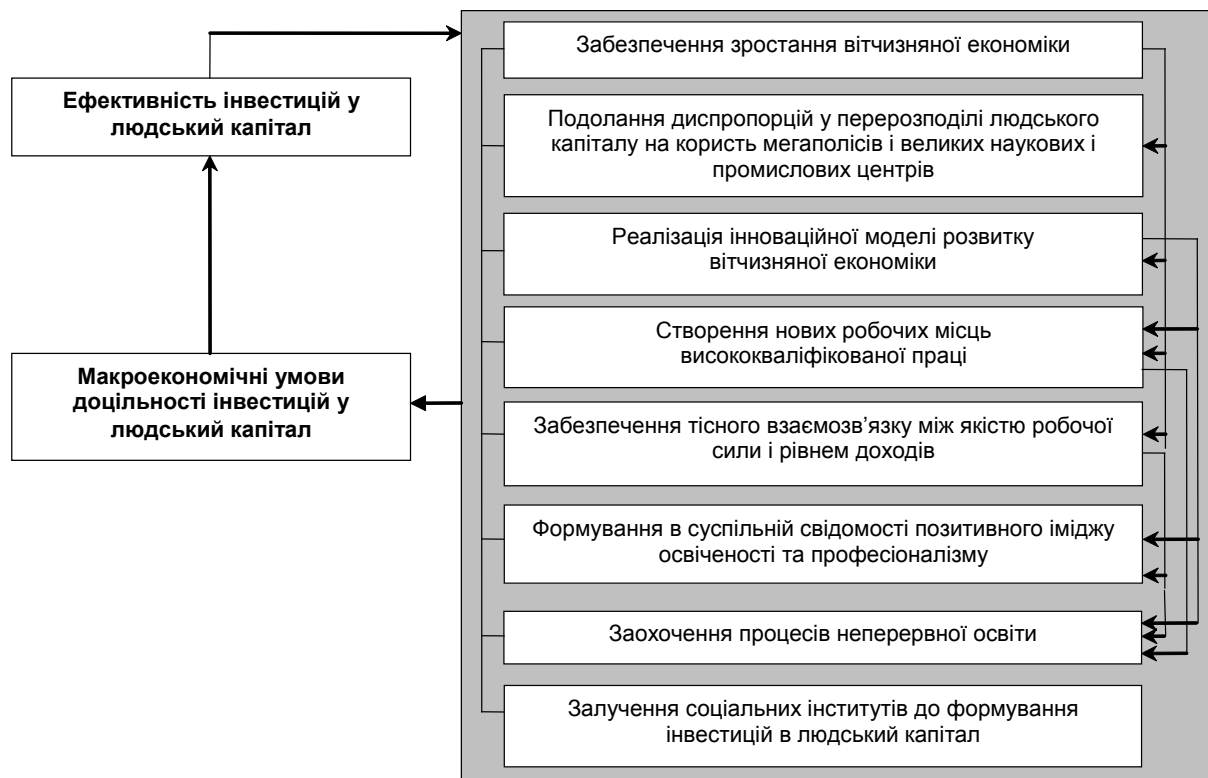 Ефективність інвестицій у
людський капітал
Макроекономічні умови
доцільності інвестицій у
людський капітал
Забезпечення зростання вітчизняної економіки
Подолання диспропорцій у перерозподілі людського
капіталу на користь мегаполісів і великих наукових і
промислових центрів
Реалізація інноваційної моделі розвитку
вітчизняної економіки
Створення нових робочих місць
висококваліфікованої праці
Забезпечення тісного взаємозв’язку між якістю робочої
сили і рівнем доходів
Формування в суспільній свідомості позитивного іміджу
освіченості та професіоналізму
Заохочення процесів неперервної освіти
Залучення соціальних інститутів до формування
інвестицій в людський капітал